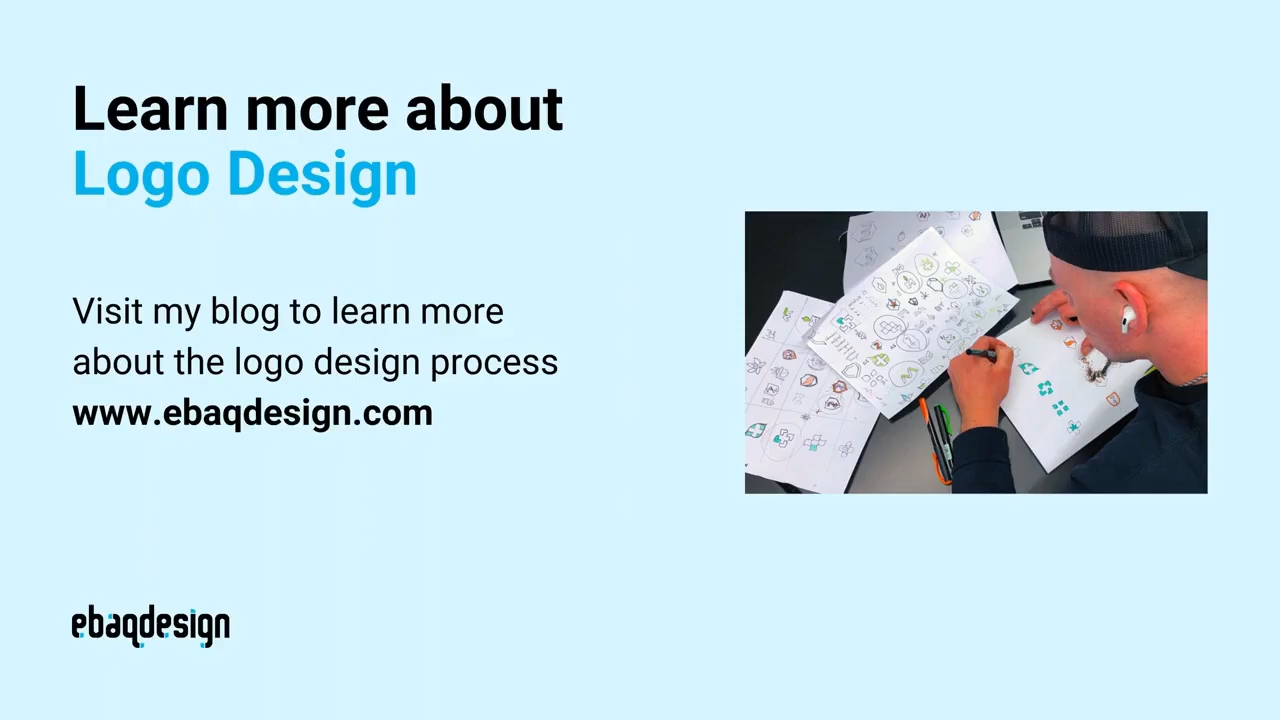 Learn more about
Logo Design
Visit my blog to learn more
about the logo design process
www.ebaqdesign.com
ebaqdesign